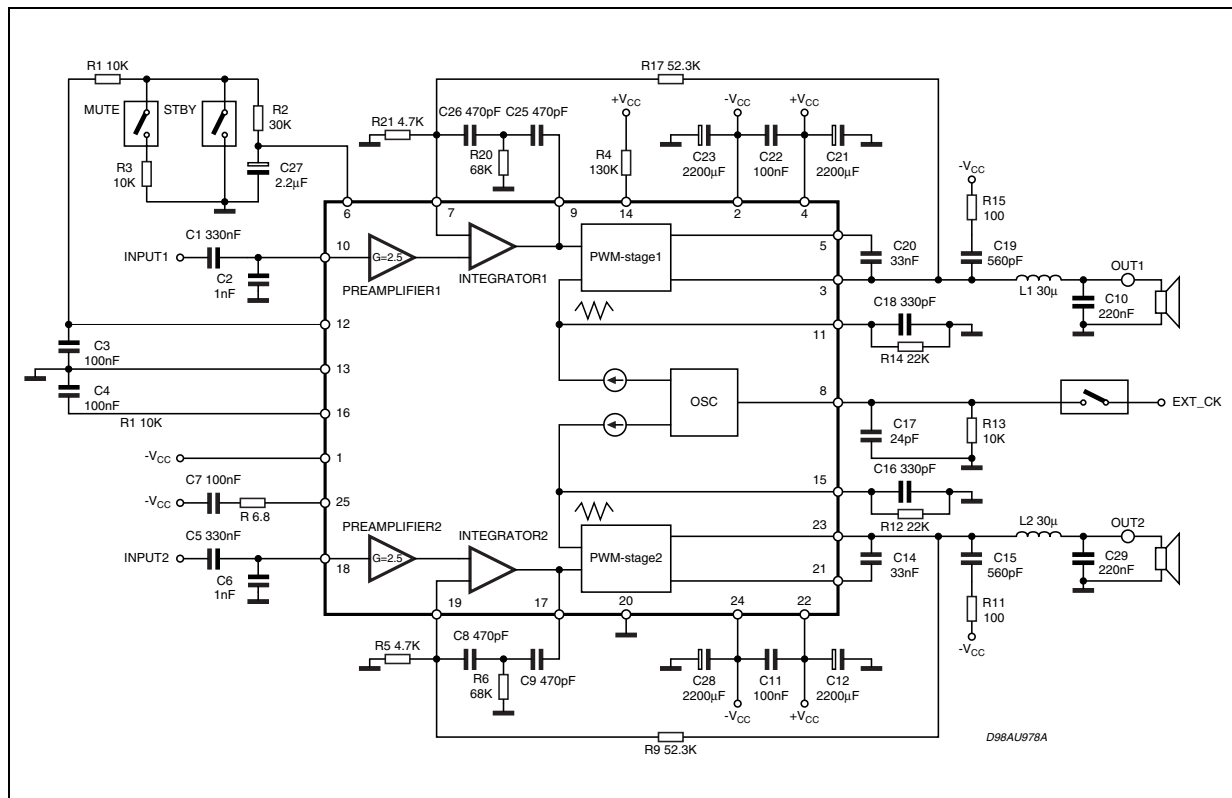 R1 10K
MUTE
STBY
R2
30K
R3
10K
C27
2.2μF
R21 4.7K
C26 470pF
C25 470pF
R20
68K
R17 52.3K
+VCC
R4
130K
-VCC
+VCC
C23
2200μF
C22
100nF
C21
2200μF
-VCC
R15
100
C19
560pF
6
7
9
14
2
4
INPUT1
C1 330nF
C2
1nF
10
G=2.5
PREAMPLIFIER1
INTEGRATOR1
PWM-stage1
5
3
C20
33nF
L1 30μ
OUT1
C10
220nF
C18 330pF
R14 22K
11
12
C3
100nF
13
C4
100nF
R1 10K
16
OSC
8
EXT_CK
C17
24pF
R13
10K
-VCC
1
C7 100nF
-VCC
R 6.8
25
C16 330pF
R12 22K
15
INPUT2
C5 330nF
C6
1nF
18
PREAMPLIFIER2
G=2.5
INTEGRATOR2
PWM-stage2
23
21
C14
33nF
C15
560pF
R11
100
-VCC
L2 30μ
OUT2
C29
220nF
19
17
20
24
22
R5 4.7K
C8 470pF
R6
68K
C9 470pF
C28
2200μF
C11
100nF
C12
2200μF
-VCC
+VCC
R9 52.3K
D98AU978A